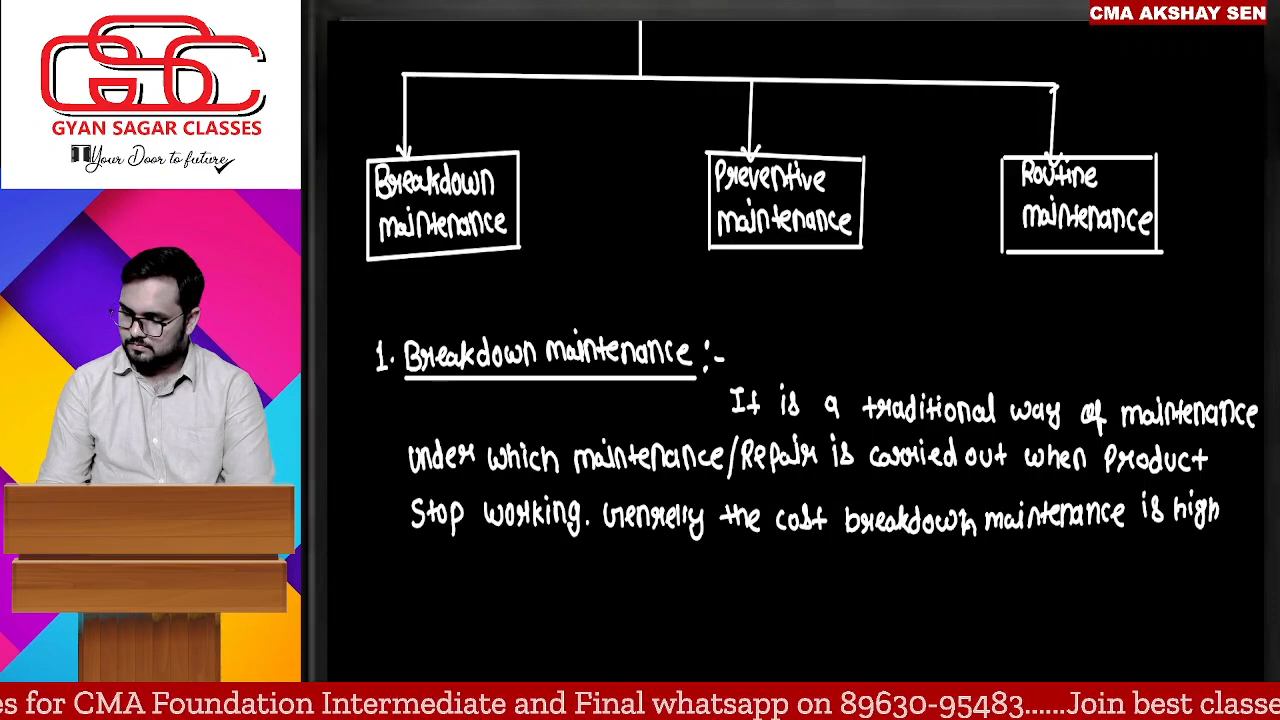 CMA AKSHAY SEN
GSC
GYAN SAGAR CLASSES
Your Door to future
Breakdown
maintenance
Preventive
maintenance
Routine
maintenance
1. Breakdown maintenance :-
It is a traditional way of maintenance
under which maintenance/Repair is carried out when Product
Stop working. Genrelly the cost breakdown maintenance is high
es for CMA Foundation Intermediate and Final whatsapp on 89630-95483......Join best classe